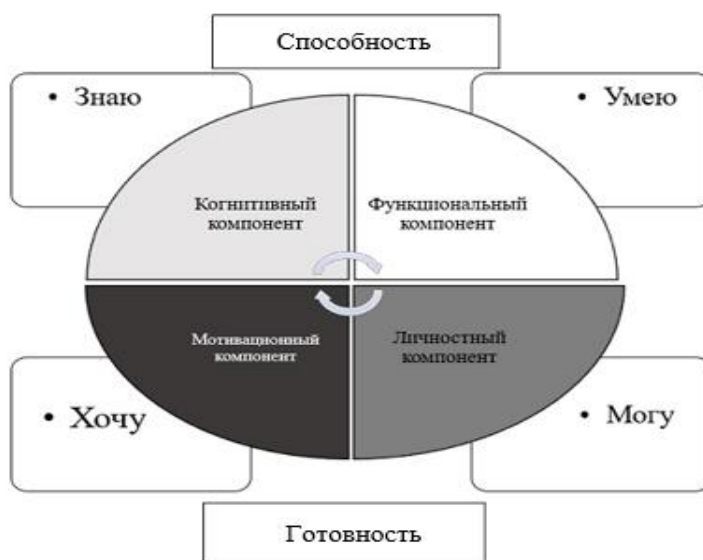 Способность
• Знаю
• Умею
Когнитивный
компонент
Функциональный
компонент
Мотивационный
компонент
Личностный
компонент
• Хочу
• Могу
Готовность